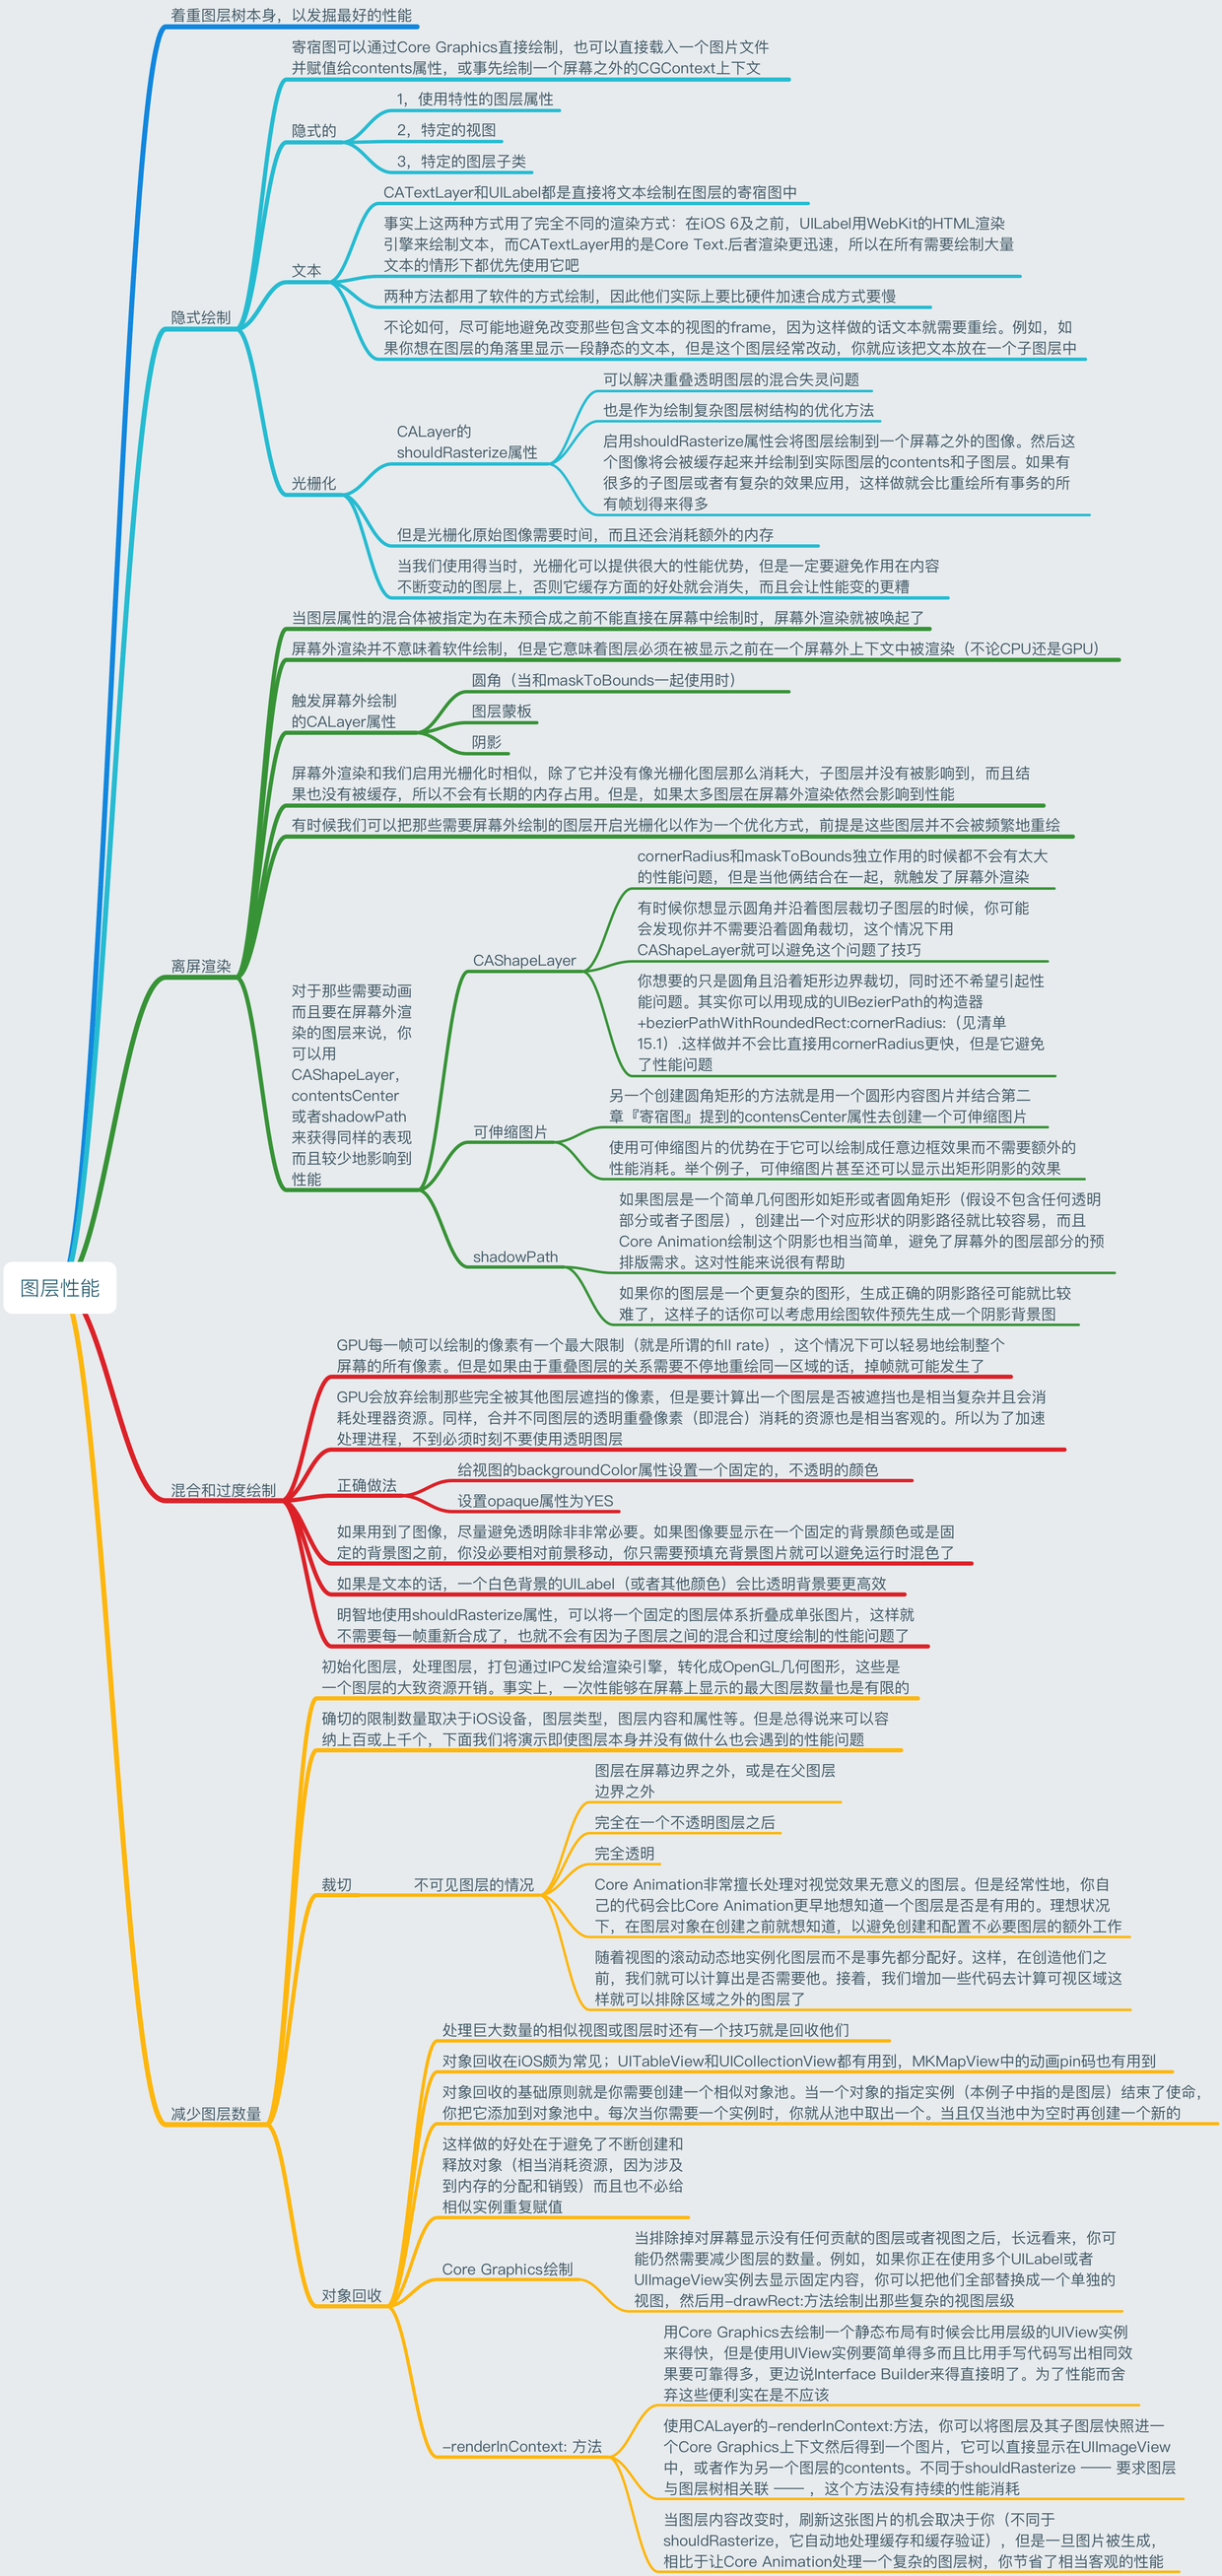 着重图层树本身，以发掘最好的性能
寄宿图可以通过Core Graphics直接绘制，也可以直接载入一个图片文件
并赋值给contents属性，或事先绘制一个屏幕之外的CGContext上下文
隐式的
1，使用特性的图层属性
2，特定的视图
3，特定的图层子类
隐式绘制
文本
CATextLayer和UILabel都是直接将文本绘制在图层的寄宿图中
事实上这两种方式用了完全不同的渲染方式：在iOS 6及之前，UILabel用WebKit的HTML渲染
引擎来绘制文本，而CATextLayer用的是Core Text.后者渲染更迅速，所以在所有需要绘制大量
文本的情形下都优先使用它吧
两种方法都用了软件的方式绘制，因此他们实际上要比硬件加速合成方式要慢
不论如何，尽可能地避免改变那些包含文本的视图的frame，因为这样做的话文本就需要重绘。例如，如
果你想在图层的角落里显示一段静态的文本，但是这个图层经常改动，你就应该把文本放在一个子图层中
光栅化
CALayer的
shouldRasterize属性
可以解决重叠透明图层的混合失灵问题
也是作为绘制复杂图层树结构的优化方法
启用shouldRasterize属性会将图层绘制到一个屏幕之外的图像。然后这
个图像将会被缓存起来并绘制到实际图层的contents和子图层。如果有
很多的子图层或者有复杂的效果应用，这样做就会比重绘所有事务的所
有帧划得来得多
但是光栅化原始图像需要时间，而且还会消耗额外的内存
当我们使用得当时，光栅化可以提供很大的性能优势，但是一定要避免作用在内容
不断变动的图层上，否则它缓存方面的好处就会消失，而且会让性能变的更糟
当图层属性的混合体被指定为在未预合成之前不能直接在屏幕中绘制时，屏幕外渲染就被唤起了
屏幕外渲染并不意味着软件绘制，但是它意味着图层必须在被显示之前在一个屏幕外上下文中被渲染（不论CPU还是GPU）
触发屏幕外绘制
的CALayer属性
圆角（当和maskToBounds一起使用时）
图层蒙板
阴影
屏幕外渲染和我们启用光栅化时相似，除了它并没有像光栅化图层那么消耗大，子图层并没有被影响到，而且结
果也没有被缓存，所以不会有长期的内存占用。但是，如果太多图层在屏幕外渲染依然会影响到性能
有时候我们可以把那些需要屏幕外绘制的图层开启光栅化以作为一个优化方式，前提是这些图层并不会被频繁地重绘
离屏渲染
对于那些需要动画
而且要在屏幕外渲
染的图层来说，你
可以用
CAShapeLayer，
contentsCenter
或者shadowPath
来获得同样的表现
而且较少地影响到
性能
CAShapeLayer
cornerRadius和maskToBounds独立作用的时候都不会有太大
的性能问题，但是当他俩结合在一起，就触发了屏幕外渲染
有时候你想显示圆角并沿着图层裁切子图层的时候，你可能
会发现你并不需要沿着圆角裁切，这个情况下用
CAShapeLayer就可以避免这个问题了技巧
你想要的只是圆角且沿着矩形边界裁切，同时还不希望引起性
能问题。其实你可以用现成的UIBezierPath的构造器
+bezierPathWithRoundedRect:cornerRadius:（见清单
15.1）.这样做并不会比直接用cornerRadius更快，但是它避免
了性能问题
可伸缩图片
另一个创建圆角矩形的方法就是用一个圆形内容图片并结合第二
章『寄宿图』提到的contensCenter属性去创建一个可伸缩图片
使用可伸缩图片的优势在于它可以绘制成任意边框效果而不需要额外的
性能消耗。举个例子，可伸缩图片甚至还可以显示出矩形阴影的效果
shadowPath
如果图层是一个简单几何图形如矩形或者圆角矩形（假设不包含任何透明
部分或者子图层），创建出一个对应形状的阴影路径就比较容易，而且
Core Animation绘制这个阴影也相当简单，避免了屏幕外的图层部分的预
排版需求。这对性能来说很有帮助
如果你的图层是一个更复杂的图形，生成正确的阴影路径可能就比较
难了，这样子的话你可以考虑用绘图软件预先生成一个阴影背景图
图层性能
GPU每一帧可以绘制的像素有一个最大限制（就是所谓的fill rate），这个情况下可以轻易地绘制整个
屏幕的所有像素。但是如果由于重叠图层的关系需要不停地重绘同一区域的话，掉帧就可能发生了
GPU会放弃绘制那些完全被其他图层遮挡的像素，但是要计算出一个图层是否被遮挡也是相当复杂并且会消
耗处理器资源。同样，合并不同图层的透明重叠像素（即混合）消耗的资源也是相当客观的。所以为了加速
处理进程，不到必须时刻不要使用透明图层
混合和过度绘制
正确做法
给视图的backgroundColor属性设置一个固定的，不透明的颜色
设置opaque属性为YES
如果用到了图像，尽量避免透明除非非常必要。如果图像要显示在一个固定的背景颜色或是固
定的背景图之前，你没必要相对前景移动，你只需要预填充背景图片就可以避免运行时混色了
如果是文本的话，一个白色背景的UILabel（或者其他颜色）会比透明背景要更高效
明智地使用shouldRasterize属性，可以将一个固定的图层体系折叠成单张图片，这样就
不需要每一帧重新合成了，也就不会有因为子图层之间的混合和过度绘制的性能问题了
初始化图层，处理图层，打包通过IPC发给渲染引擎，转化成OpenGL几何图形，这些是
一个图层的大致资源开销。事实上，一次性能够在屏幕上显示的最大图层数量也是有限的
确切的限制数量取决于iOS设备，图层类型，图层内容和属性等。但是总得说来可以容
纳上百或上千个，下面我们将演示即使图层本身并没有做什么也会遇到的性能问题
裁切
不可见图层的情况
图层在屏幕边界之外，或是在父图层
边界之外
完全在一个不透明图层之后
完全透明
Core Animation非常擅长处理对视觉效果无意义的图层。但是经常性地，你自
己的代码会比Core Animation更早地想知道一个图层是否是有用的。理想状况
下，在图层对象在创建之前就想知道，以避免创建和配置不必要图层的额外工作
随着视图的滚动动态地实例化图层而不是事先都分配好。这样，在创造他们之
前，我们就可以计算出是否需要他。接着，我们增加一些代码去计算可视区域这
样就可以排除区域之外的图层了
减少图层数量
对象回收
处理巨大数量的相似视图或图层时还有一个技巧就是回收他们
对象回收在iOS颇为常见；UITableView和UICollectionView都有用到，MKMapView中的动画pin码也有用到
对象回收的基础原则就是你需要创建一个相似对象池。当一个对象的指定实例（本例子中指的是图层）结束了使命，
你把它添加到对象池中。每次当你需要一个实例时，你就从池中取出一个。当且仅当池中为空时再创建一个新的
这样做的好处在于避免了不断创建和
释放对象（相当消耗资源，因为涉及
到内存的分配和销毁）而且也不必给
相似实例重复赋值
Core Graphics绘制
当排除掉对屏幕显示没有任何贡献的图层或者视图之后，长远看来，你可
能仍然需要减少图层的数量。例如，如果你正在使用多个UILabel或者
UIImageView实例去显示固定内容，你可以把他们全部替换成一个单独的
视图，然后用-drawRect:方法绘制出那些复杂的视图层级
-renderInContext: 方法
用Core Graphics去绘制一个静态布局有时候会比用层级的UIView实例
来得快，但是使用UIView实例要简单得多而且比用手写代码写出相同效
果要可靠得多，更边说Interface Builder来得直接明了。为了性能而舍
弃这些便利实在是不应该
使用CALayer的-renderInContext:方法，你可以将图层及其子图层快照进一
个Core Graphics上下文然后得到一个图片，它可以直接显示在UIImageView
中，或者作为另一个图层的contents。不同于shouldRasterize —— 要求图层
与图层树相关联 —— ，这个方法没有持续的性能消耗
当图层内容改变时，刷新这张图片的机会取决于你（不同于
shouldRasterize，它自动地处理缓存和缓存验证），但是一旦图片被生成，
相比于让Core Animation处理一个复杂的图层树，你节省了相当客观的性能